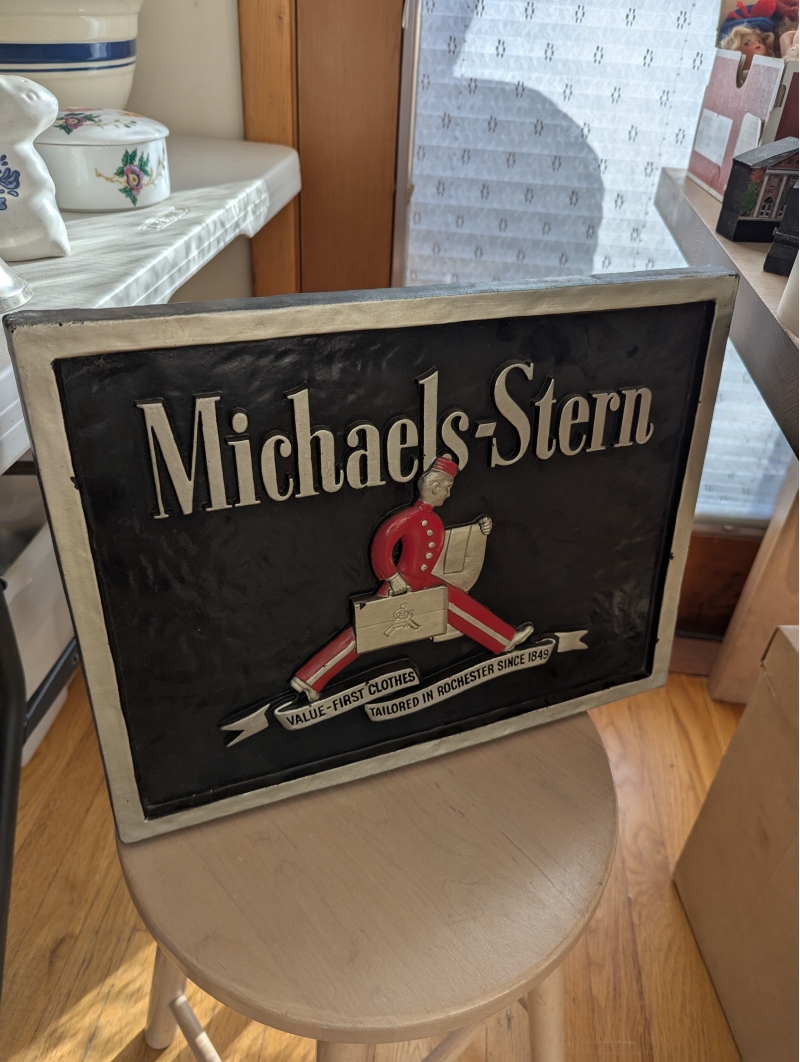 Michaels-Stern
VALUE-FIRST CLOTHES
TAILORED IN ROCHESTER SINCE 1849